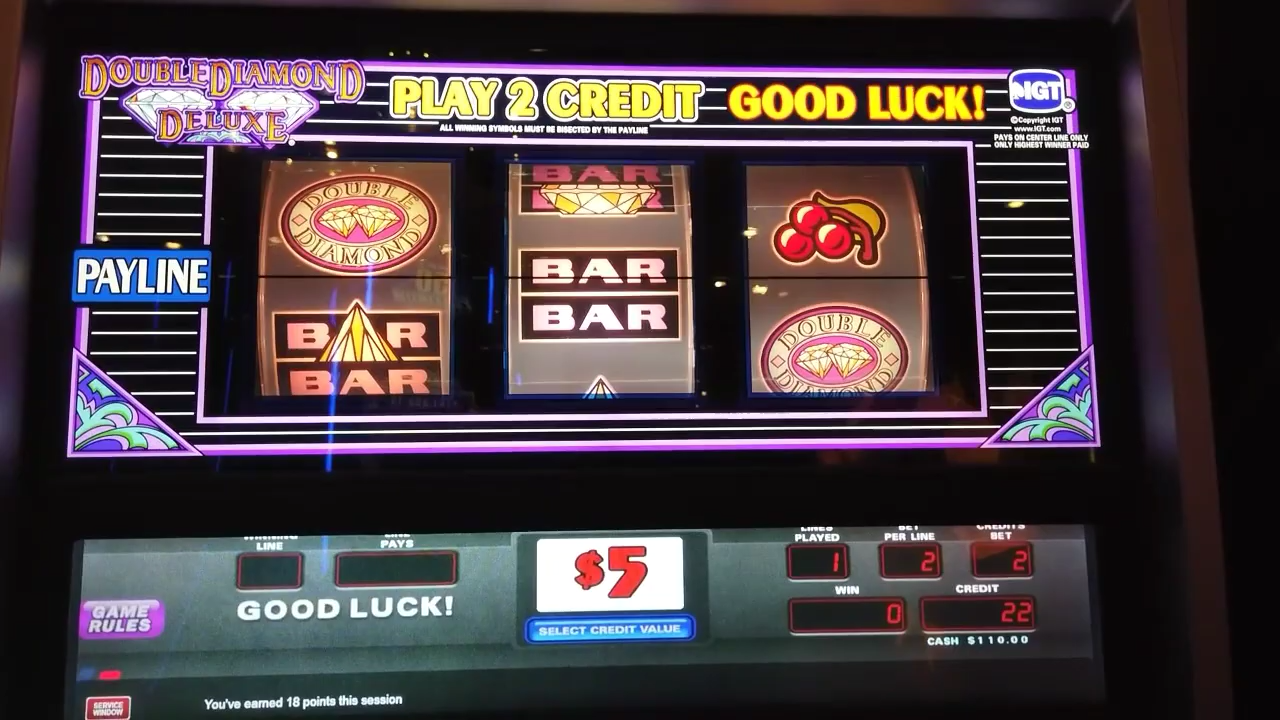 DOUBLE DIAMOND
DELUXE
PLAY 2 CREDIT GOOD LUCK!
ALL WINNING SYMBOLS MUST BE BISECTED BY THE PAYLINE
IGT
©Copyright IGT
www.IGT.com
PAYS ON CENTER LINE ONLY
ONLY HIGHEST WINNER PAID
PAYLINE
DOUBLE
DIAMOND
BAR
BAR
BAR
BAR
BAR
DOUBLE
DIAMOND
WINNING
LINE
LINE
PAYS
GOOD LUCK!
GAME
RULES
$5
SELECT CREDIT VALUE
LINES
PLAYED
1
BET
PER LINE
2
CREDITS
BET
2
WIN
0
CREDIT
22
CASH $110.00
SERVICE
WINDOW
You've earned 18 points this session